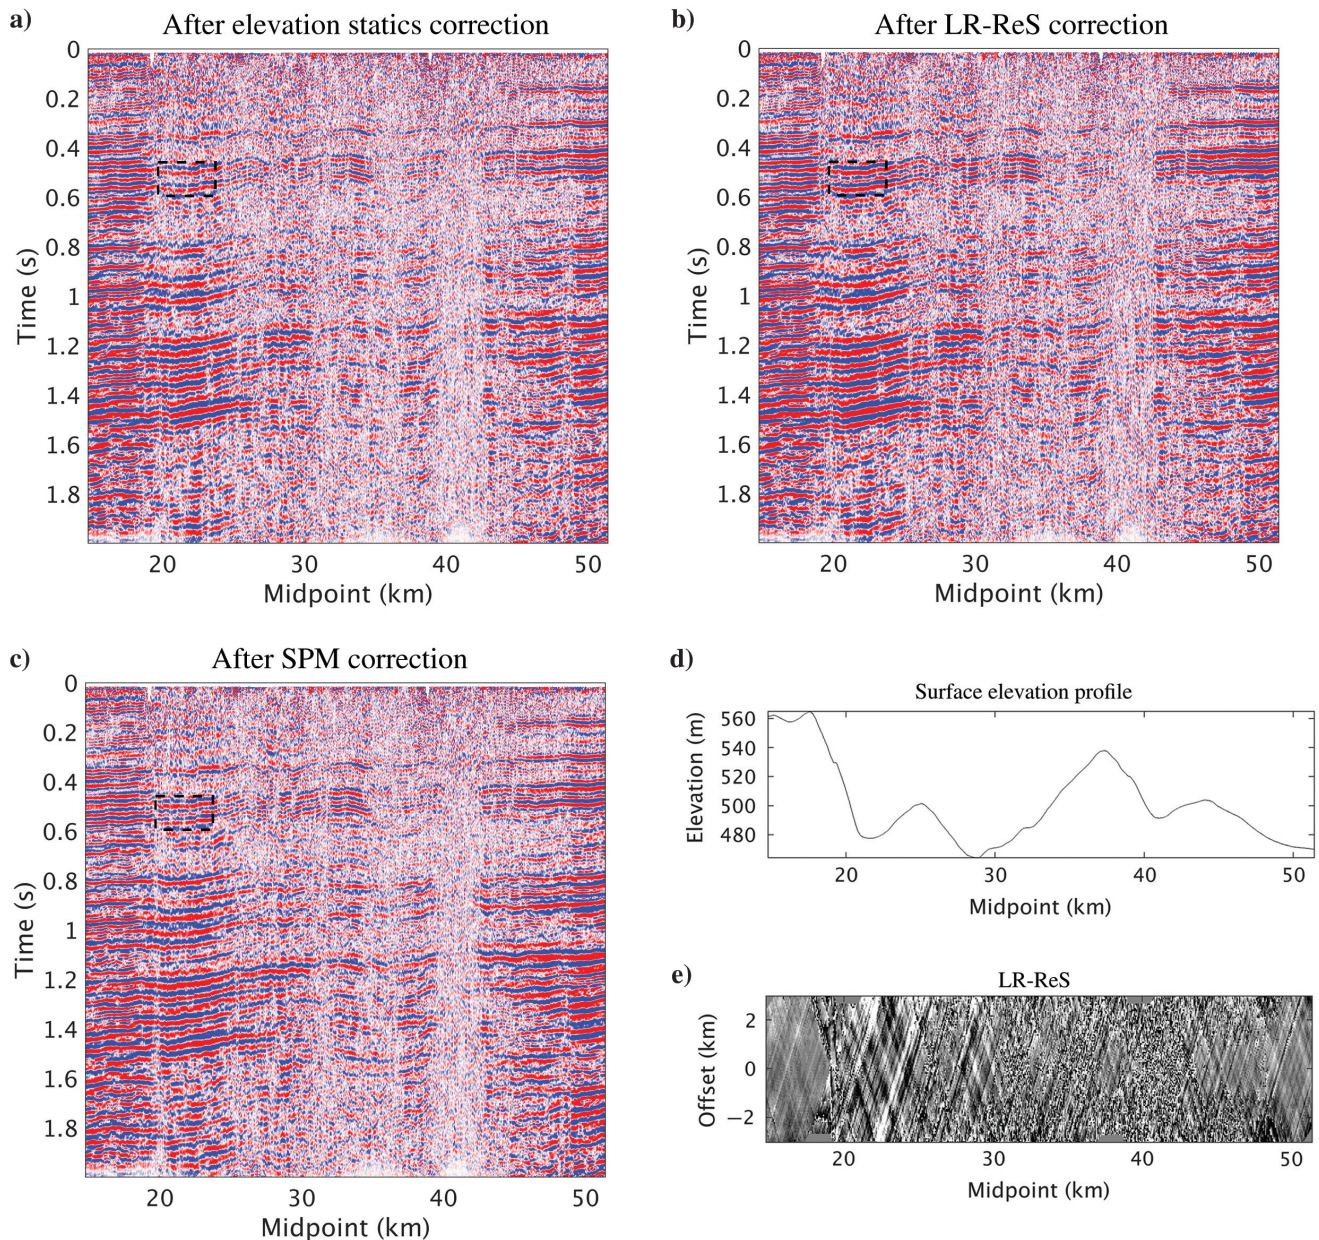 a) After elevation statics correction
0
0.2
0.4
0.6
0.8
1
1.2
1.4
1.6
1.8
Time (s)
20 30 40 50
Midpoint (km)
b) After LR-ReS correction
0
0.2
0.4
0.6
0.8
1
1.2
1.4
1.6
1.8
Time (s)
20 30 40 50
Midpoint (km)
c) After SPM correction
0
0.2
0.4
0.6
0.8
1
1.2
1.4
1.6
1.8
Time (s)
20 30 40 50
Midpoint (km)
d)
Surface elevation profile
560
540
520
500
480
Elevation (m)
20 30 40 50
Midpoint (km)
e)
LR-ReS
2
0
−2
Offset (km)
20 30 40 50
Midpoint (km)